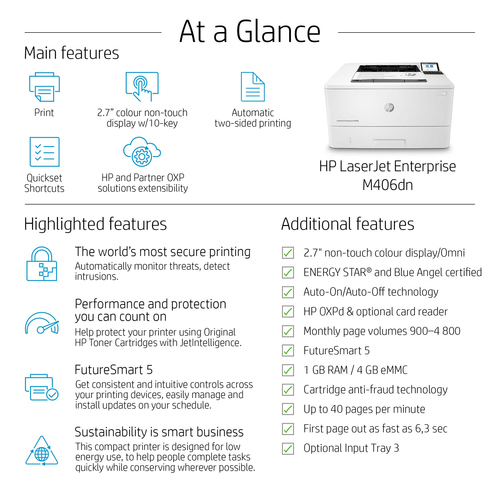 At a Glance
Main features
Print
2.7" colour non-touch
display w/10-key
Automatic
two-sided printing
Quickset
Shortcuts
HP and Partner OXP
solutions extensibility
hp
HP LaserJet Enterprise
M406dn
Highlighted features
The world's most secure printing
Automatically monitor threats, detect
intrusions.
Performance and protection
you can count on
Help protect your printer using Original
HP Toner Cartridges with JetIntelligence.
FutureSmart 5
Get consistent and intuitive controls across
your printing devices, easily manage and
install updates on your schedule.
Sustainability is smart business
This compact printer is designed for low
energy use, to help people complete tasks
quickly while conserving wherever possible.
Additional features
2.7" non-touch colour display/Omni
ENERGY STAR® and Blue Angel certified
Auto-On/Auto-Off technology
HP OXPd & optional card reader
Monthly page volumes 900–4 800
FutureSmart 5
1 GB RAM / 4 GB eMMC
Cartridge anti-fraud technology
Up to 40 pages per minute
First page out as fast as 6,3 sec
Optional Input Tray 3